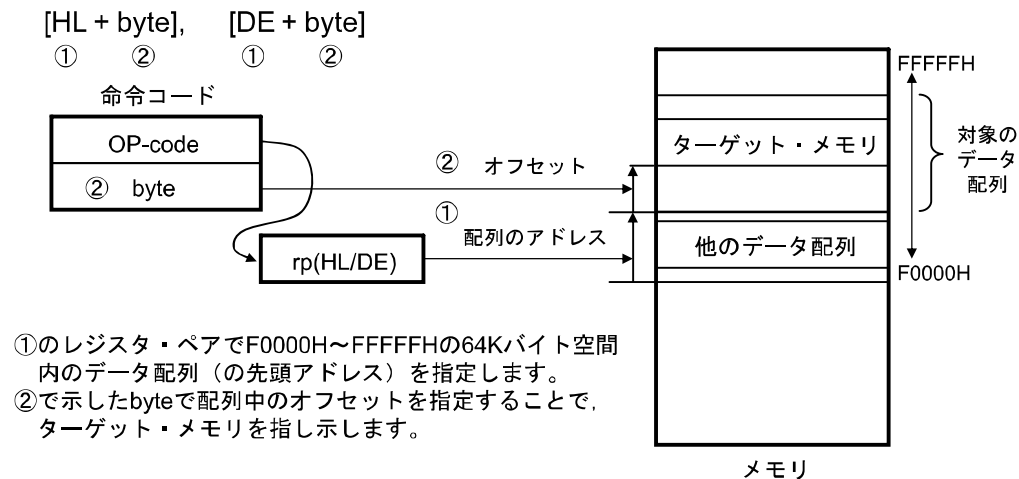 [HL + byte],　[DE + byte]
①　②　①　②
命令コード
OP-code
② byte
rp(HL/DE)
② オフセット
①
配列のアドレス
FFFFFH
ターゲット・メモリ
対象の
データ
配列
他のデータ配列
F0000H
メモリ
①のレジスタ・ペアでF0000H～FFFFFHの64Kバイト空間
内のデータ配列（の先頭アドレス）を指定します。
②で示したbyteで配列中のオフセットを指定することで,
ターゲット・メモリを指し示します。